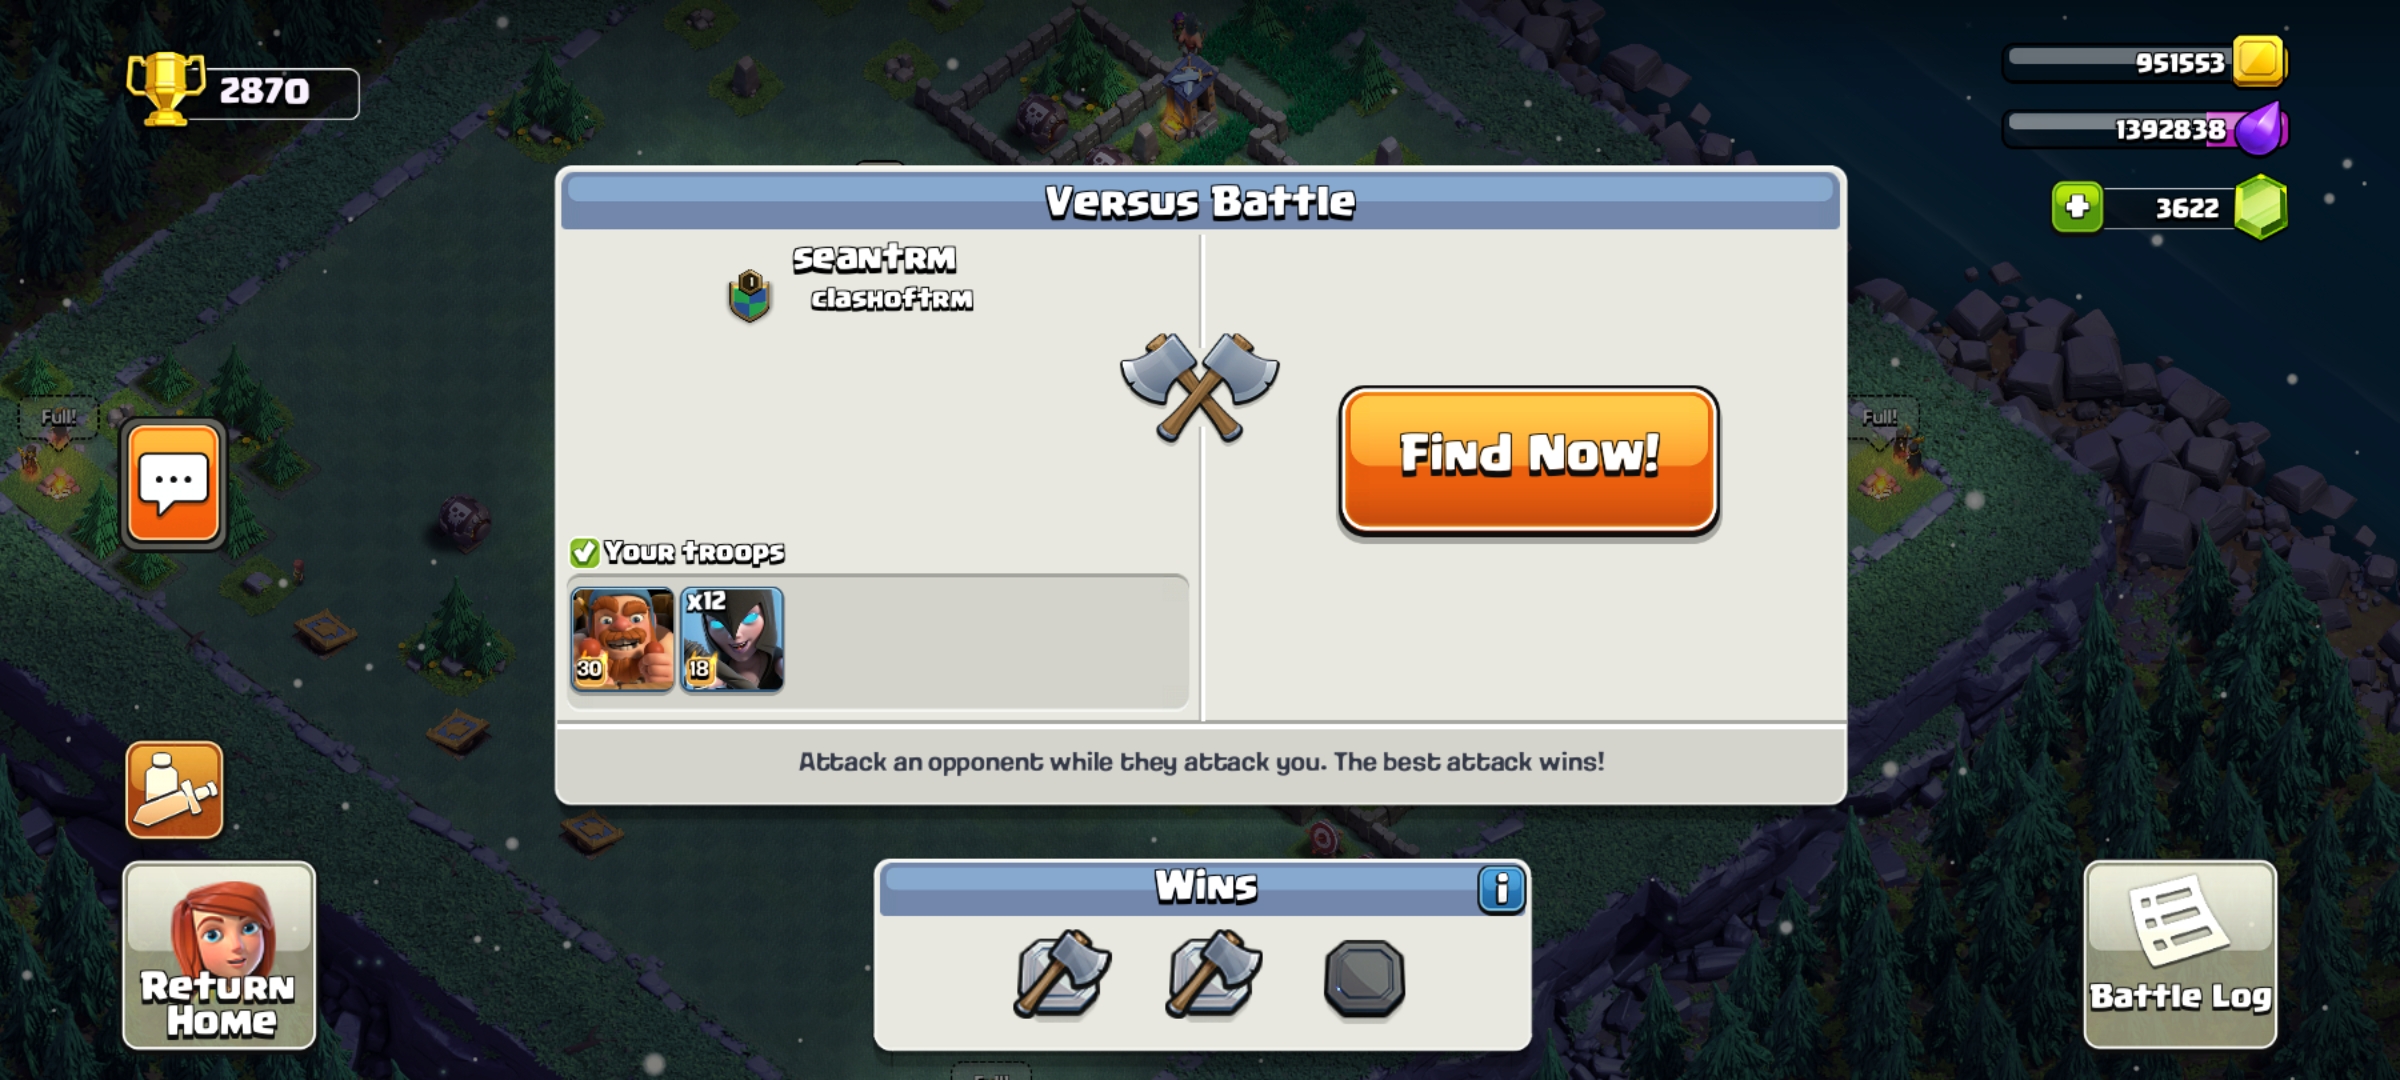 2870
951553
1392838
3622
Versus Battle
seantrm
clashoftrm
Full!
Full!
Find Now!
Your troops
x12
30
18
Attack an opponent while they attack you. The best attack wins!
Wins
i
Return
Home
Battle Log